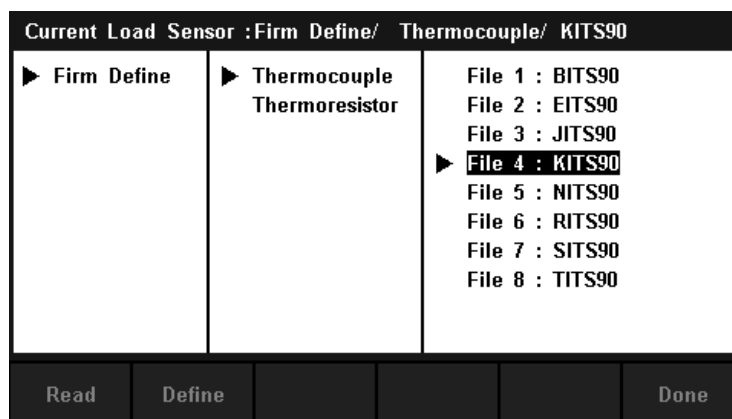 Current Load Sensor :Firm Define/ Thermocouple/ KITS90
Firm Define
Thermocouple
Thermoresistor
File 1 : BITS90
File 2 : EITS90
File 3 : JITS90
File 4 : KITS90
File 5 : NITS90
File 6 : RITS90
File 7 : SITS90
File 8 : TITS90
Read Define Done